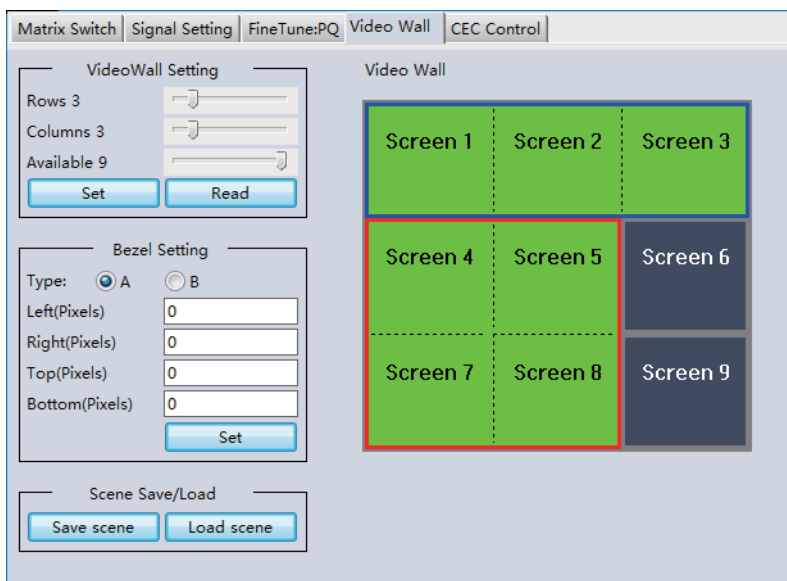 Matrix Switch Signal Setting FineTune:PQ Video Wall CEC Control
VideoWall Setting
Rows 3
Columns 3
Available 9
Set Read
Bezel Setting
Type: A B
Left(Pixels) 0
Right(Pixels) 0
Top(Pixels) 0
Bottom(Pixels) 0
Set
Scene Save/Load
Save scene Load scene
Video Wall
Screen 1 Screen 2 Screen 3
Screen 4 Screen 5 Screen 6
Screen 7 Screen 8 Screen 9